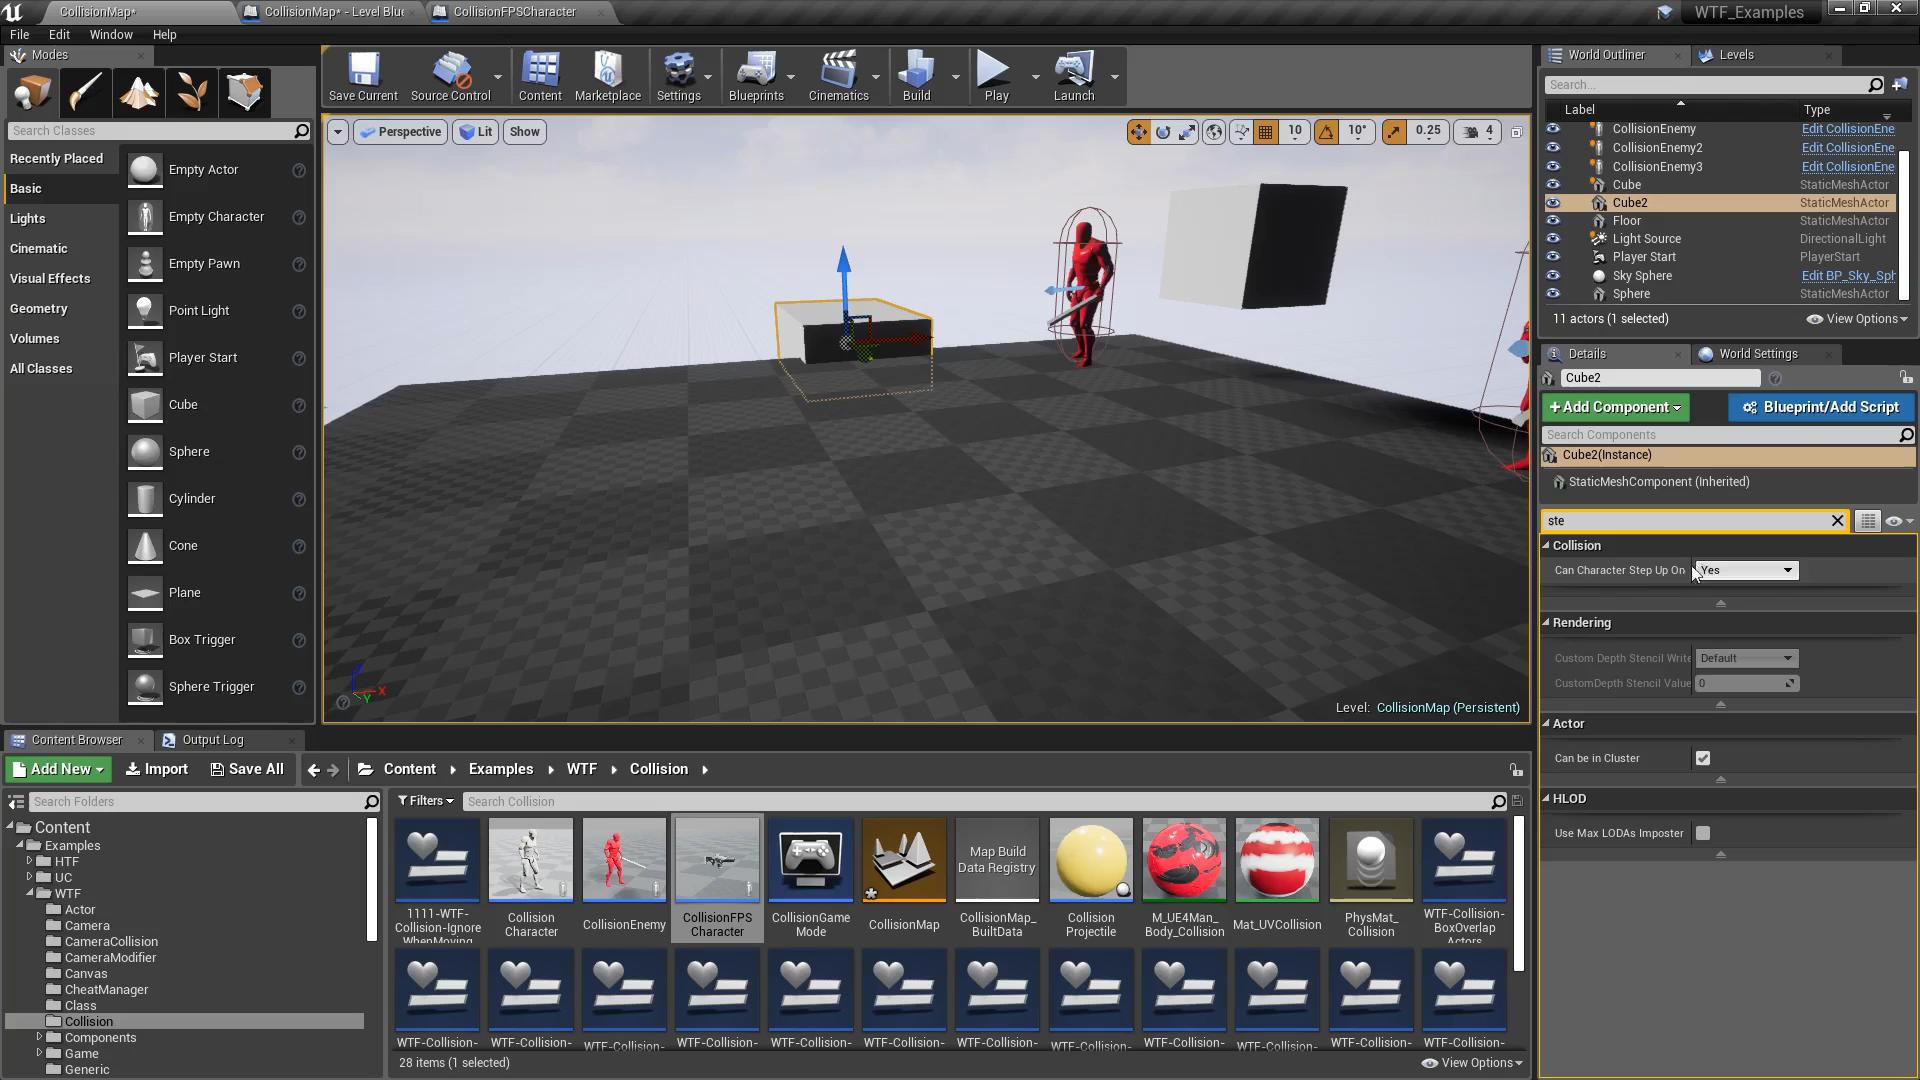 CollisionMap*
CollisionMap* - Level Blue
CollisionFPSCharacter
WTF_Examples
File Edit Window Help
Modes
Search Classes
Recently Placed
Basic
Lights
Cinematic
Visual Effects
Geometry
Volumes
All Classes
Empty Actor
Empty Character
Empty Pawn
Point Light
Player Start
Cube
Sphere
Cylinder
Cone
Plane
Box Trigger
Sphere Trigger
Save Current Source Control Content Marketplace Settings Blueprints Cinematics Build Play Launch
Perspective Lit Show
10 10° 0.25 4
Level: CollisionMap (Persistent)
World Outliner Levels
Search...
Label Type
CollisionEnemy Edit CollisionEne
CollisionEnemy2 Edit CollisionEne
CollisionEnemy3 Edit CollisionEne
Cube StaticMeshActor
Cube2 StaticMeshActor
Floor StaticMeshActor
Light Source DirectionalLight
Player Start PlayerStart
Sky Sphere Edit BP_Sky_Sph
Sphere StaticMeshActor
11 actors (1 selected) View Options
Details World Settings
Cube2
+Add Component Blueprint/Add Script
Search Components
Cube2(Instance)
StaticMeshComponent (Inherited)
ste
Collision
Can Character Step Up On Yes
Rendering
Custom Depth Stencil Write Default
CustomDepth Stencil Value 0
Actor
Can be in Cluster
HLOD
Use Max LODAs Imposter
Content Browser Output Log
Add New Import Save All Content Examples WTF Collision
Search Folders
Content
Examples
HTF
UC
WTF
Actor
Camera
CameraCollision
CameraModifier
Canvas
CheatManager
Class
Collision
Components
Game
Generic
Filters Search Collision
Map Build
Data Registry
1111-WTF-
Collision-Ignore
WhenMoving
Collision
Character
CollisionEnemy
CollisionFPS
Character
CollisionGame
Mode
CollisionMap
CollisionMap_
BuiltData
Collision
Projectile
M_UE4Man_
Body_Collision
Mat_UVCollision
PhysMat_
Collision
WTF-Collision-
BoxOverlap
Actors
WTF-Collision- WTF-Collision- WTF-Collision- WTF-Collision- WTF-Collision- WTF-Collision- WTF-Collision- WTF-Collision- WTF-Collision- WTF-Collision- WTF-Collision- WTF-Collision-
28 items (1 selected) View Options